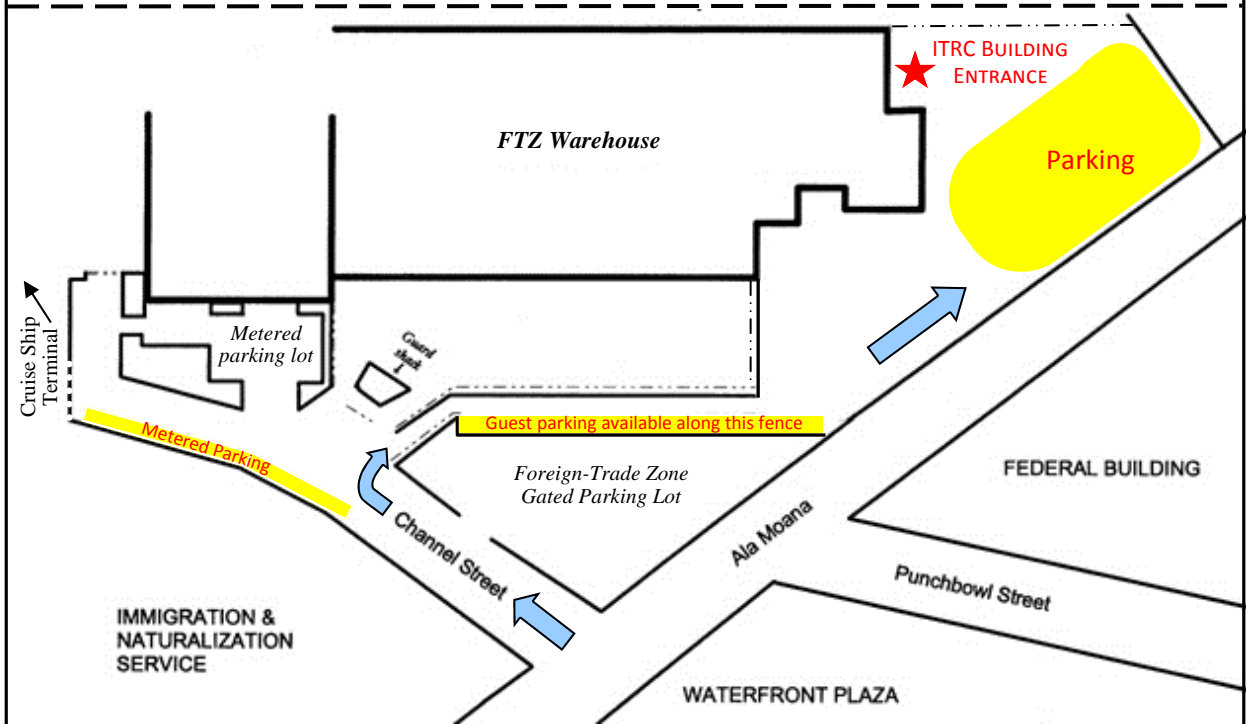 ITRC BUILDING
ENTRANCE
FTZ Warehouse
Parking
Cruise Ship
Terminal
Metered
parking lot
Guard
shack
Guest parking available along this fence
Metered Parking
Foreign-Trade Zone
Gated Parking Lot
FEDERAL BUILDING
Channel Street
Ala Moana
Punchbowl Street
IMMIGRATION &
NATURALIZATION
SERVICE
WATERFRONT PLAZA